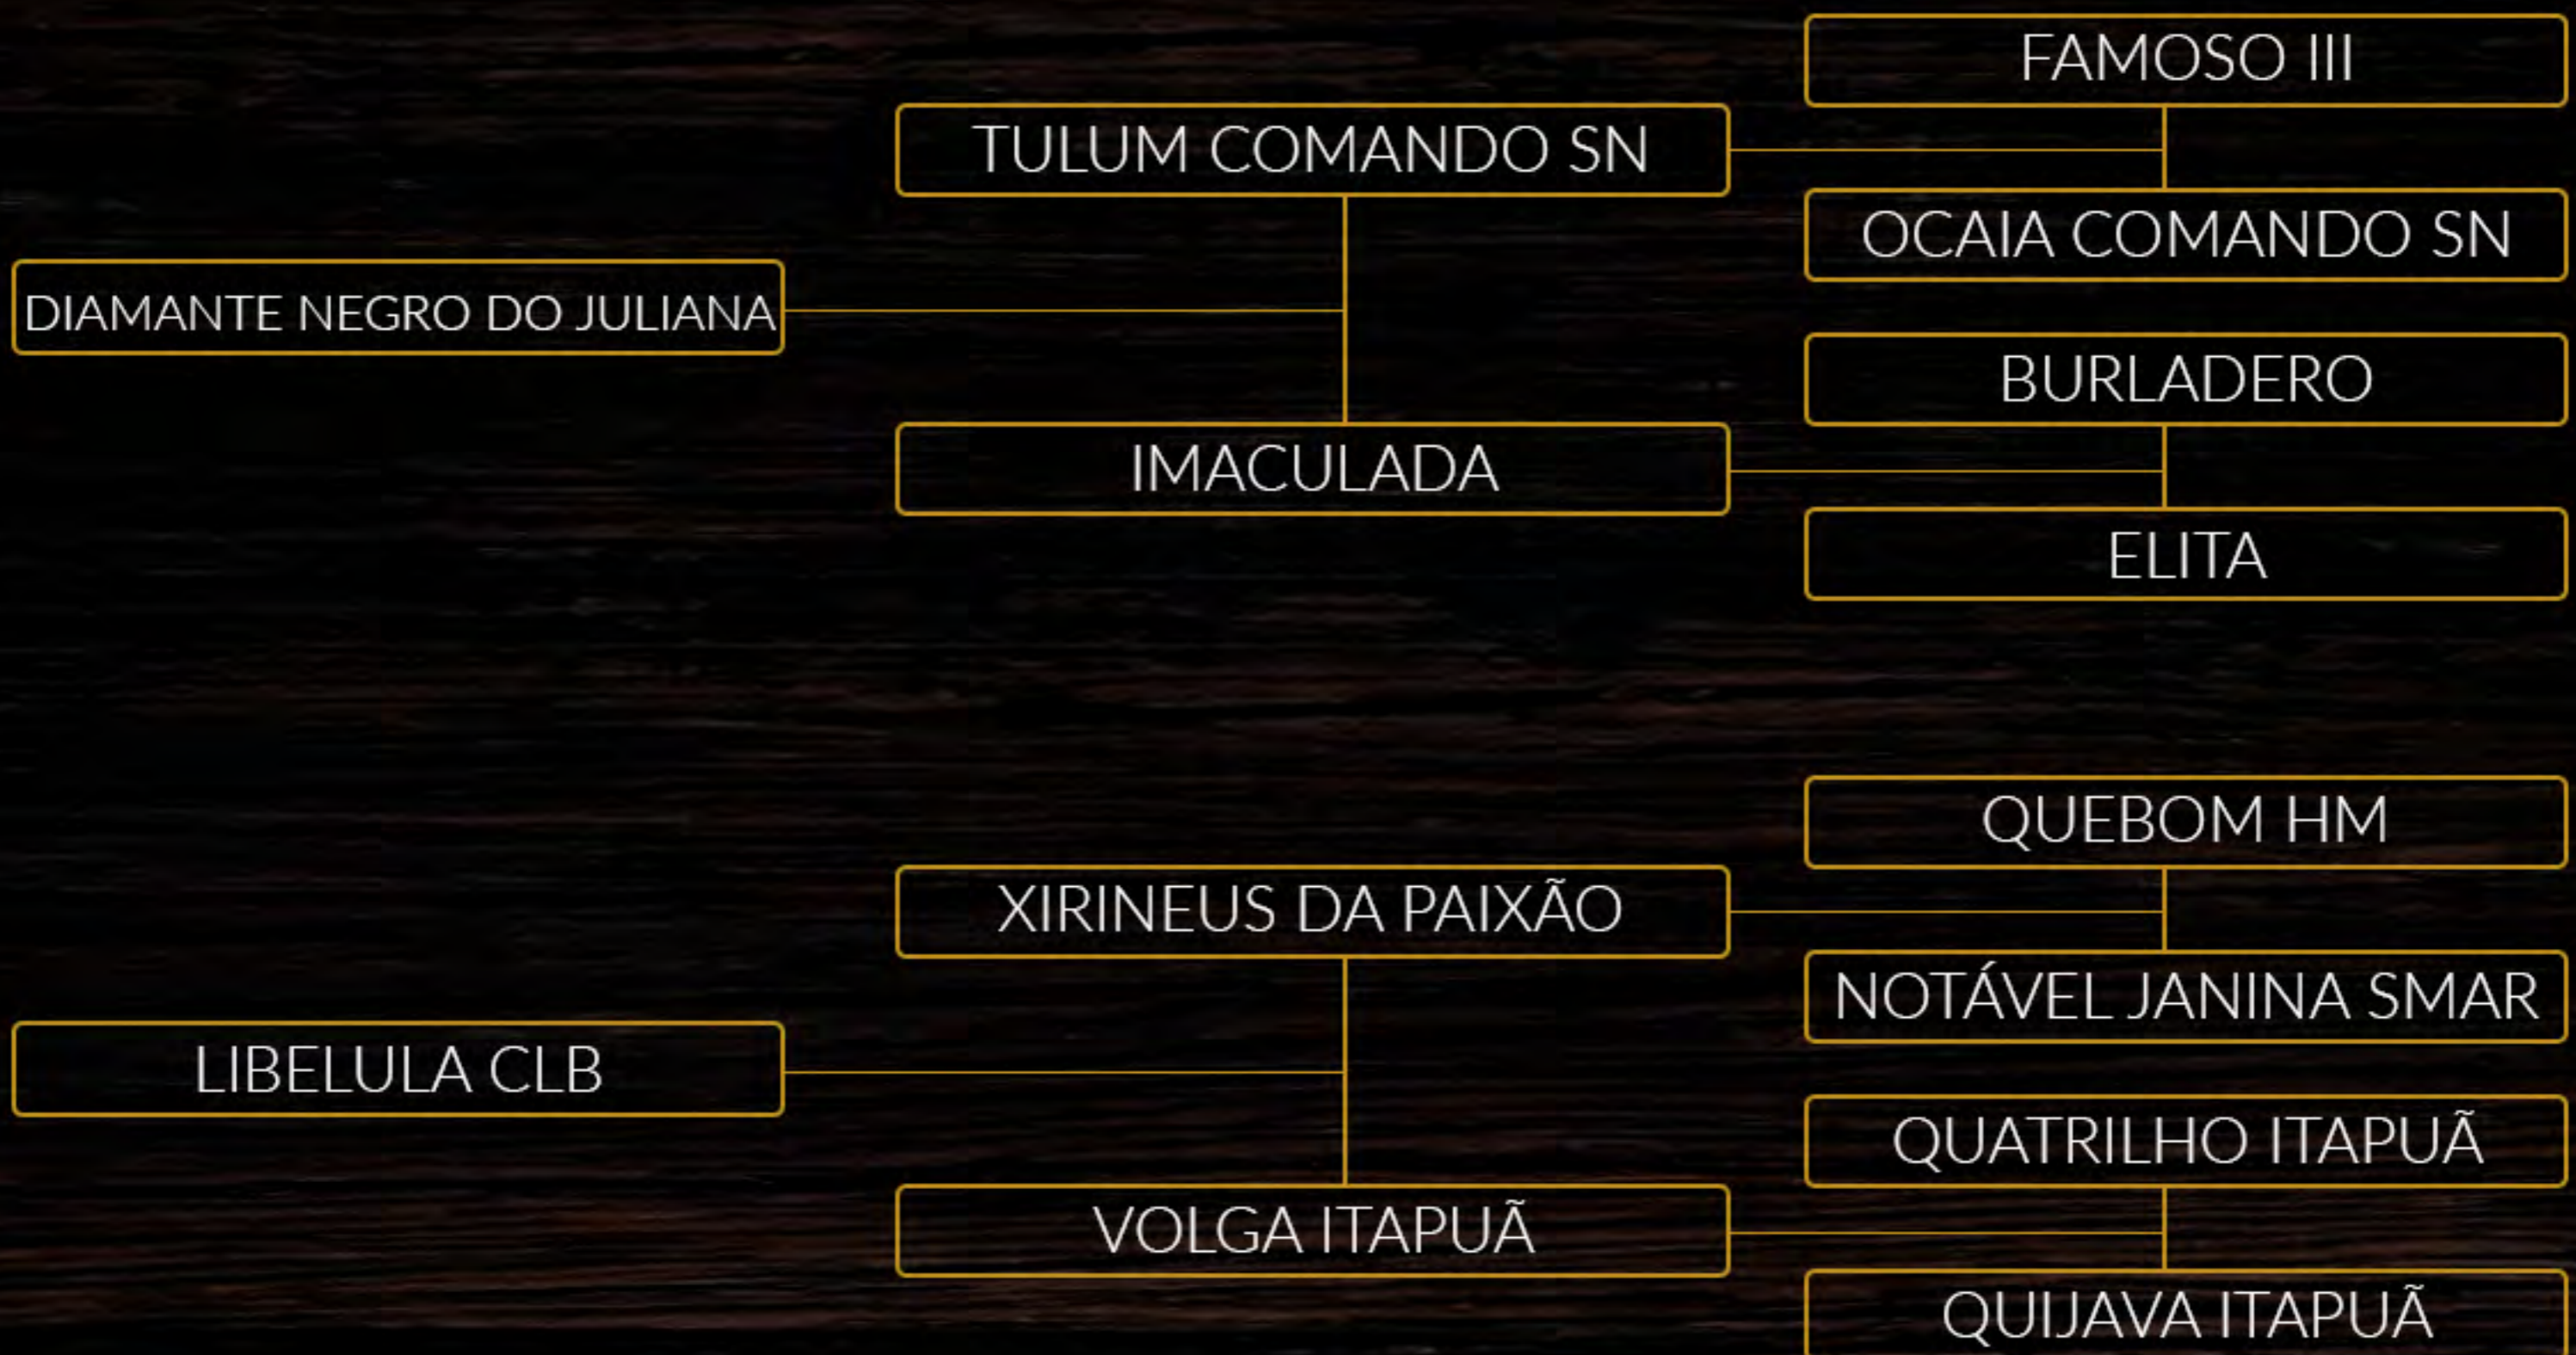 FAMOSO III
TULUM COMANDO SN
OCAIA COMANDO SN
DIAMANTE NEGRO DO JULIANA
BURLADERO
IMACULADA
ELITA
QUEBOM HM
XIRINEUS DA PAIXÃO
NOTÁVEL JANINA SMAR
LIBELULA CLB
QUATRILHO ITAPUÃ
VOLGA ITAPUÃ
QUIJAVA ITAPUÃ